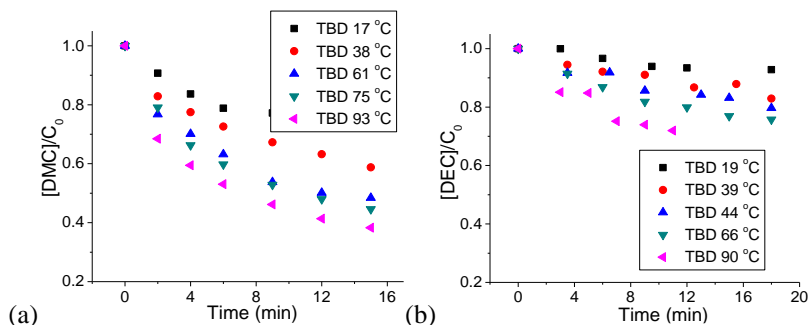 TBD 17 °C
TBD 38 °C
TBD 61 °C
TBD 75 °C
TBD 93 °C
1.0
0.8
0.6
0.4
0.2
[DMC]/C₀
0 4 8 12 16
Time (min)
(a)
1.0
0.8
0.6
0.4
0.2
[DEC]/C₀
TBD 19 °C
TBD 39 °C
TBD 44 °C
TBD 66 °C
TBD 90 °C
0 4 8 12 16 20
Time (min)
(b)